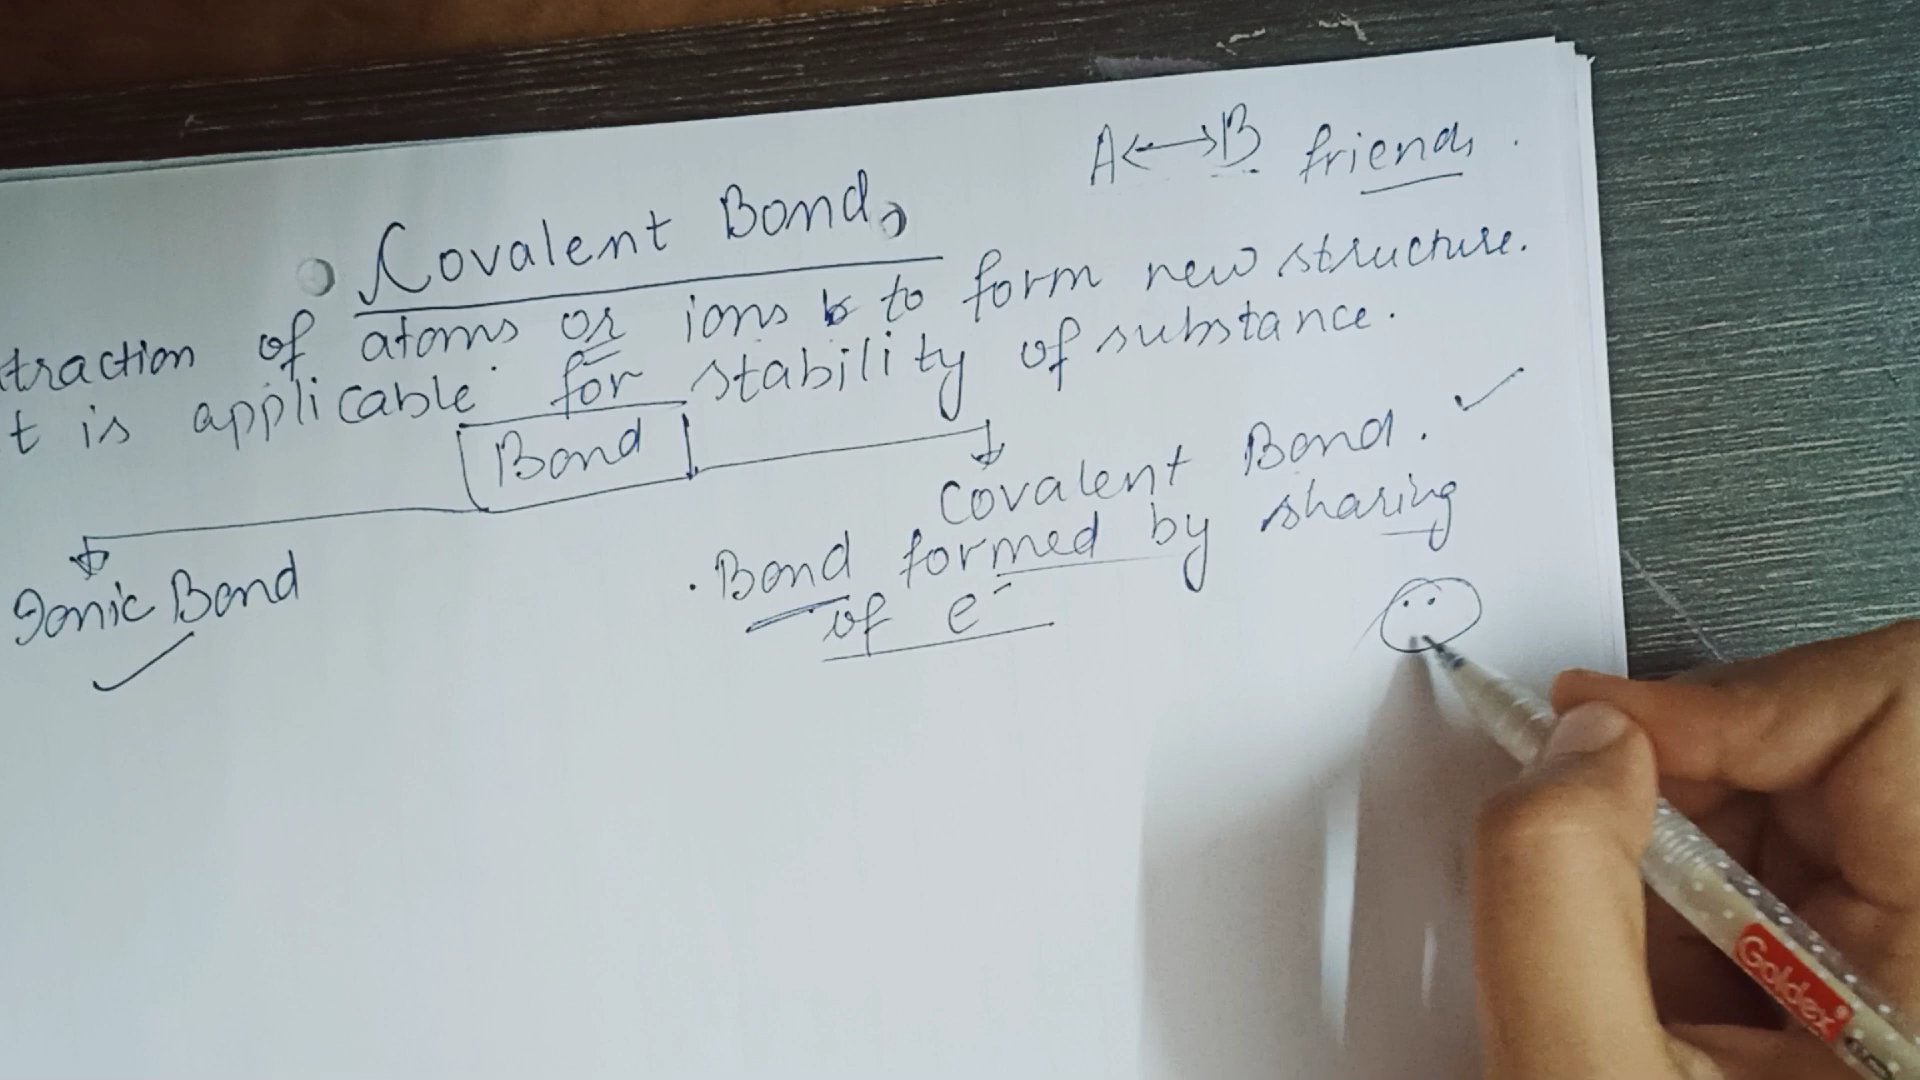 A↔B friends.
Covalent Bond
traction of atoms or ions to form new structure.
t is applicable for stability of substance.
Bond
Ionic Bond
Covalent Bond.
. Bond formed by sharing
of e⁻
Goldex